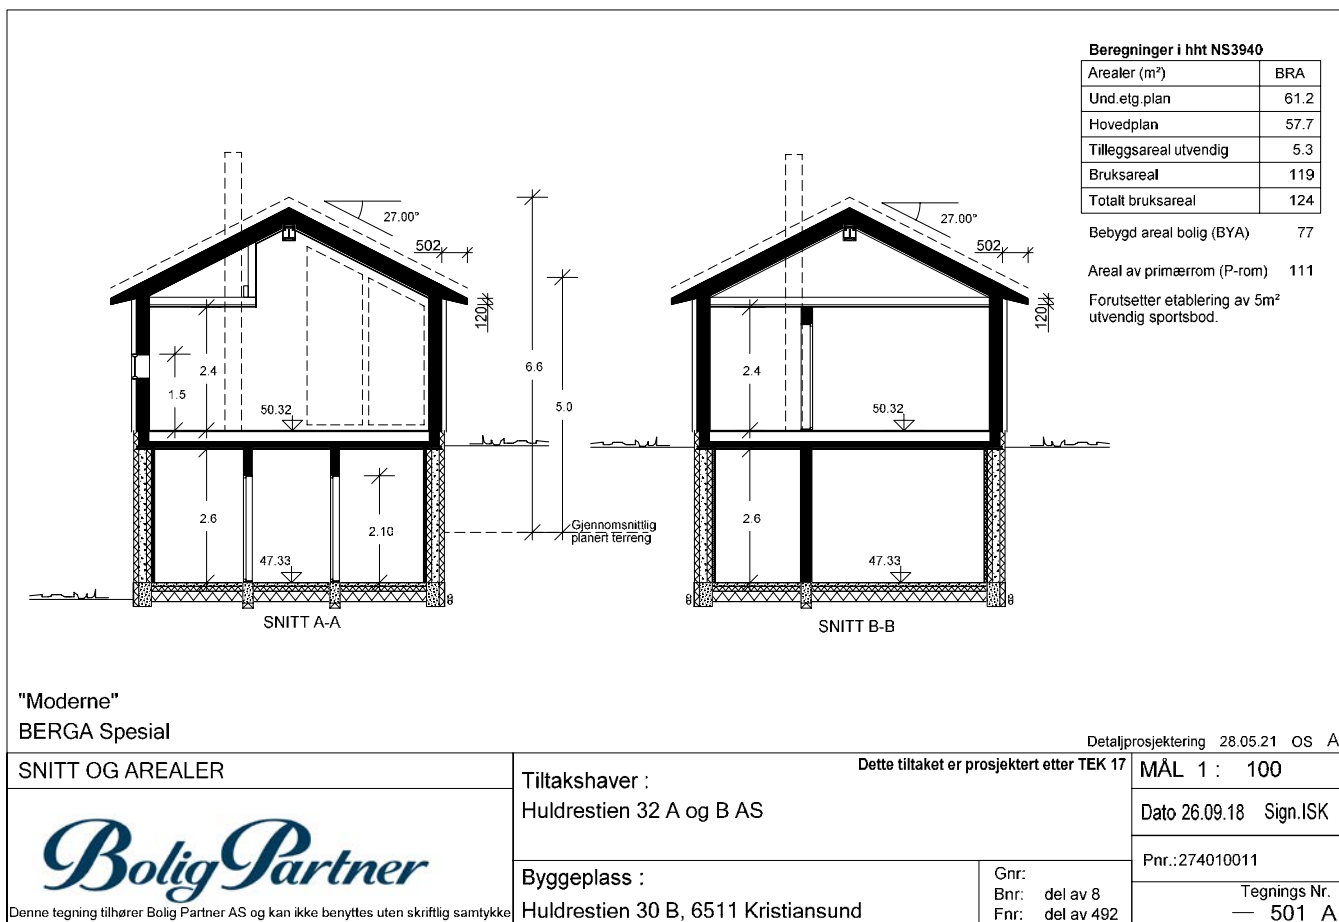 Beregninger i hht NS3940
Arealer (m²) BRA
Und.etg.plan 61.2
Hovedplan 57.7
Tilleggsareal utvendig 5.3
Bruksareal 119
Totalt bruksareal 124
Bebygd areal bolig (BYA) 77
Areal av primærrom (P-rom) 111
Forutsetter etablering av 5m²
utvendig sportsbod.
27.00°
502
120
2.4
1.5
50.32
6.6
5.0
2.6
2.10
47.33
Gjennomsnittlig
planert terreng
SNITT A-A
27.00°
502
120
2.4
50.32
2.6
47.33
SNITT B-B
"Moderne"
BERGA Spesial
Detaljprosjektering 28.05.21 OS A
SNITT OG AREALER
BoligPartner
Denne tegning tilhører Bolig Partner AS og kan ikke benyttes uten skriftlig samtykke
Dette tiltaket er prosjektert etter TEK 17
Tiltakshaver :
Huldrestien 32 A og B AS
Byggeplass :
Huldrestien 30 B, 6511 Kristiansund
Gnr:
Bnr: del av 8
Fnr: del av 492
MÅL 1 : 100
Dato 26.09.18 Sign.ISK
Pnr.:274010011
Tegnings Nr.
— 501 A